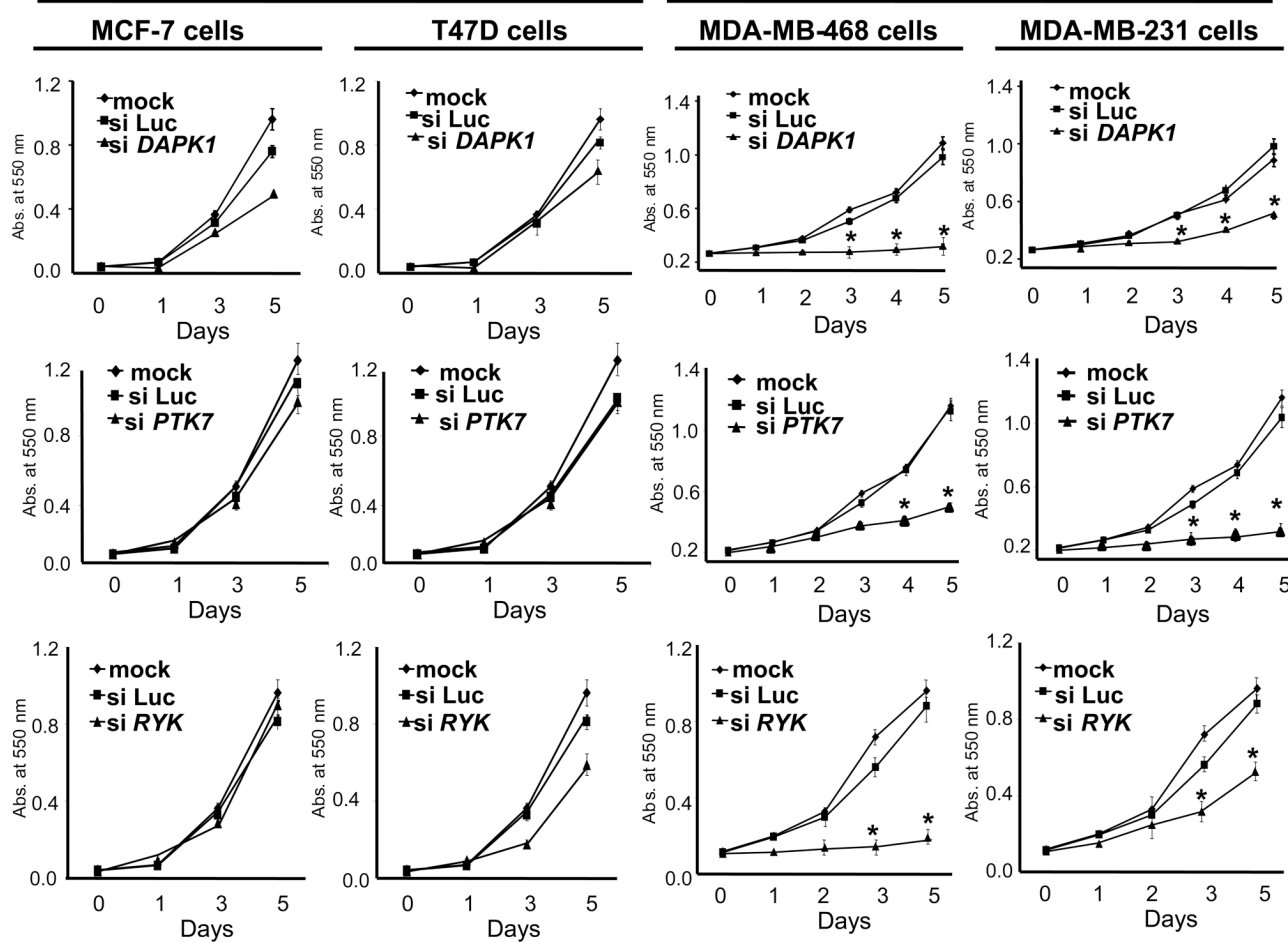 MCF-7 cells T47D cells MDA-MB-468 cells MDA-MB-231 cells
1.2 0.8 0.4 0.0
Abs. at 550 nm
mock
si Luc
si DAPK1
0 1 3 5
Days
1.2 0.8 0.4 0.0
Abs. at 550 nm
mock
si Luc
si DAPK1
0 1 3 5
Days
1.4 1.0 0.6 0.2
Abs. at 550 nm
mock
si Luc
si DAPK1
* * *
0 1 2 3 4 5
Days
1.4 1.0 0.6 0.2
Abs. at 550 nm
mock
si Luc
si DAPK1
* * *
0 1 2 3 4 5
Days
1.2 0.8 0.4 0.0
Abs. at 550 nm
mock
si Luc
si PTK7
0 1 3 5
Days
1.2 0.8 0.4 0.0
Abs. at 550 nm
mock
si Luc
si PTK7
0 1 3 5
Days
1.4 1.0 0.6 0.2
Abs. at 550 nm
mock
si Luc
si PTK7
* *
0 1 2 3 4 5
Days
1.4 1.0 0.6 0.2
Abs. at 550 nm
mock
si Luc
si PTK7
* * *
0 1 2 3 4 5
Days
1.2 0.8 0.4 0.0
Abs. at 550 nm
mock
si Luc
si RYK
0 1 3 5
Days
1.2 0.8 0.4 0.0
Abs. at 550 nm
mock
si Luc
si RYK
0 1 3 5
Days
1.2 0.8 0.4 0.0
Abs. at 550 nm
mock
si Luc
si RYK
* *
0 1 2 3 5
Days
1.2 0.8 0.4 0.0
Abs. at 550 nm
mock
si Luc
si RYK
* *
0 1 2 3 5
Days